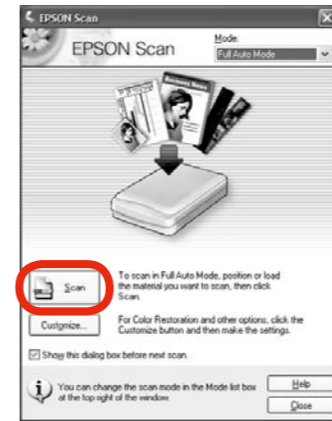 EPSON Scan
EPSON Scan
Mode:
Full Auto Mode
Business News
Scan
To scan in Full Auto Mode, position or load
the material you want to scan, then click
Scan.
Customize...
For Color Restoration and other options, click the
Customize button and then make the settings.
Show this dialog box before next scan.
You can change the scan mode in the Mode list box
at the top right of the window.
Help
Close